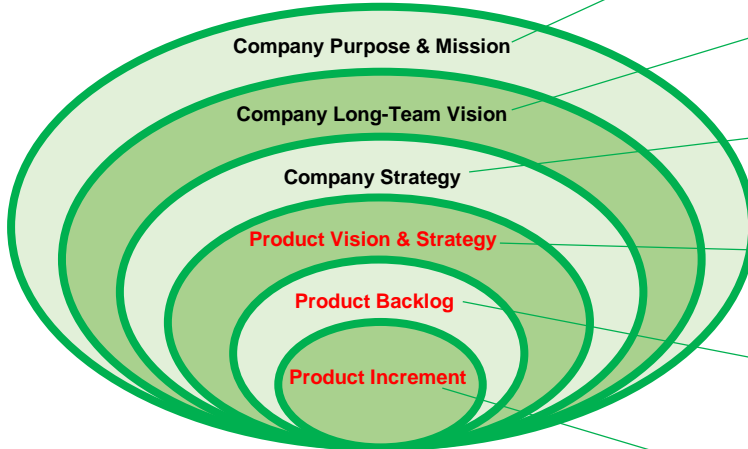 Company Purpose & Mission
Company Long-Team Vision
Company Strategy
Product Vision & Strategy
Product Backlog
Product Increment